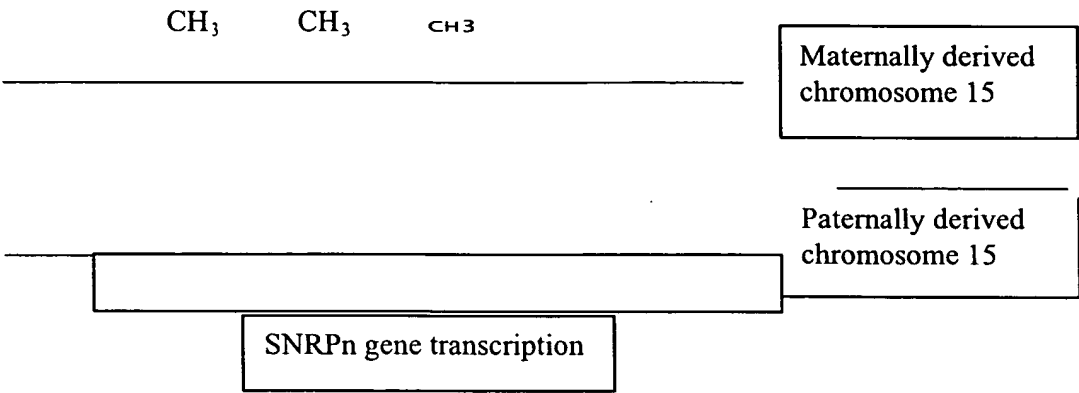 CH₃ CH₃ CH3
Maternally derived
chromosome 15
Paternally derived
chromosome 15
SNRPn gene transcription